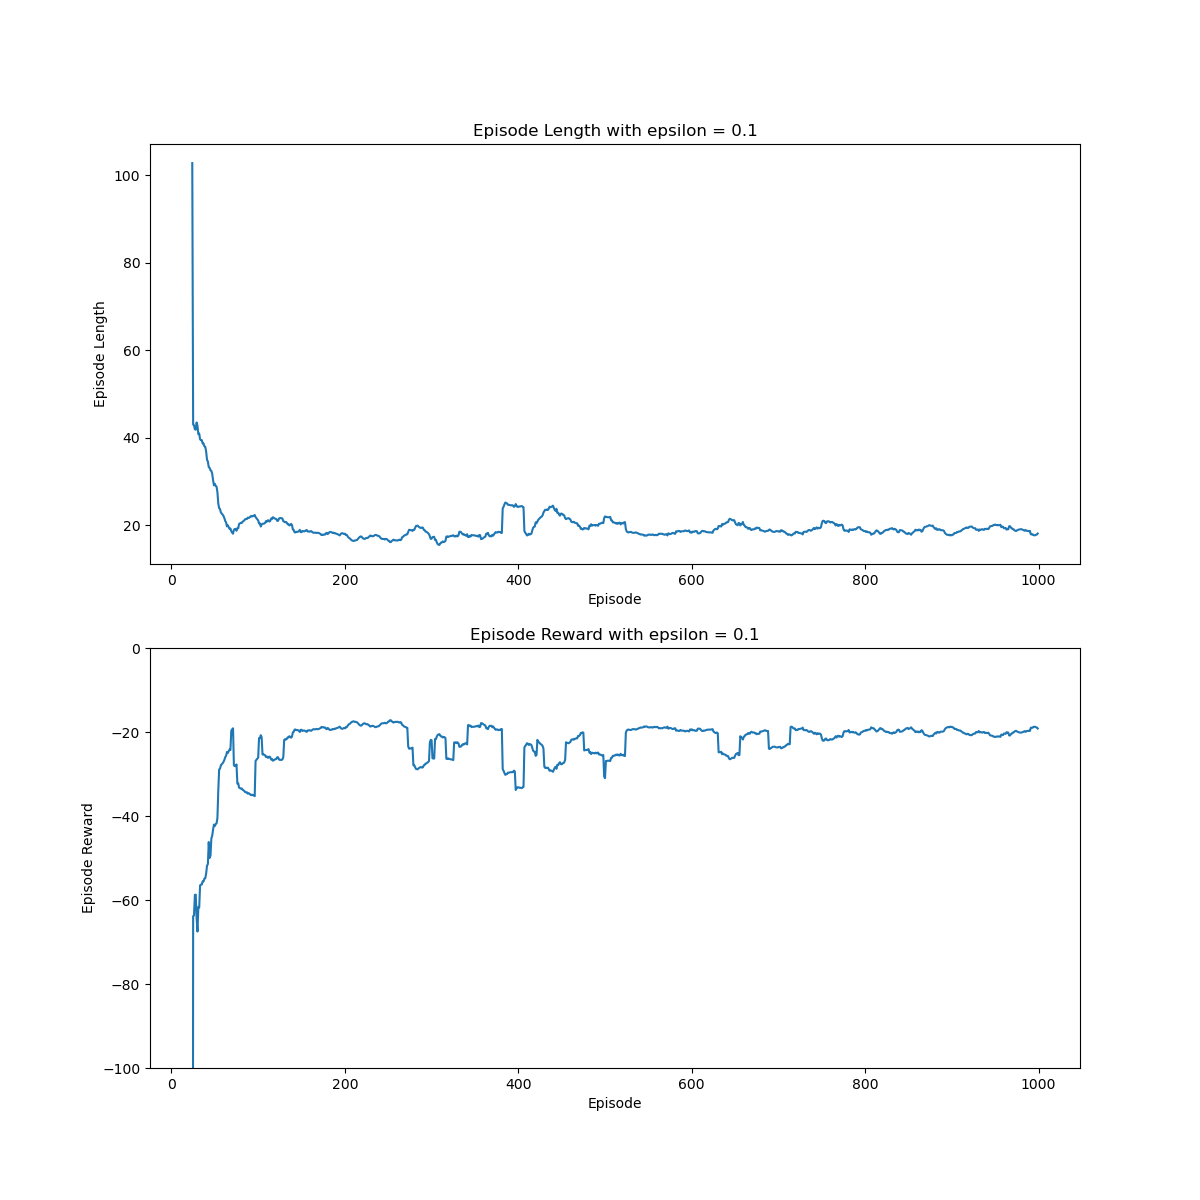 Episode Length with epsilon = 0.1
100
80
60
40
20
Episode Length
0 200 400 600 800 1000
Episode
Episode Reward with epsilon = 0.1
0
−20
−40
−60
−80
−100
Episode Reward
0 200 400 600 800 1000
Episode